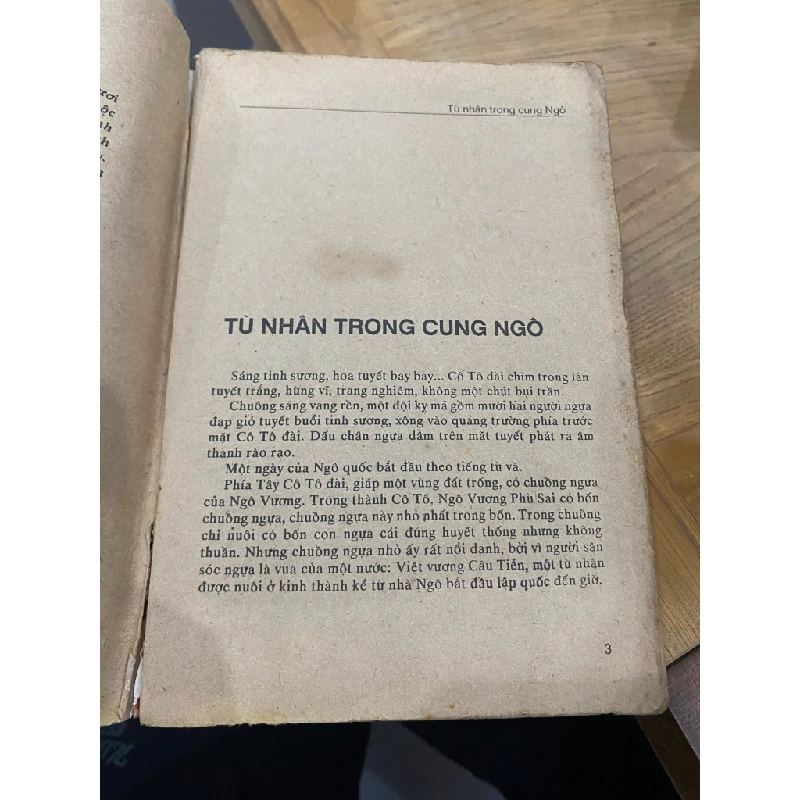 ươi
ộc
nh
h
Tù nhân trong cung Ngô
TÙ NHÂN TRONG CUNG NGÔ
Sáng tinh sương, hoa tuyết bay bay... Cô Tô đài chìm trong làn
tuyết trắng, hùng vĩ, trang nghiêm, không một chút bụi trần.
Chuông sáng vang rền, một đội kỵ mã gồm mười hai người ngựa
đạp gió tuyết buổi tinh sương, xông vào quảng trường phía trước
mặt Cô Tô đài. Dấu chân ngựa dẫm trên mặt tuyết phát ra âm
thanh rào rạo.
Một ngày của Ngô quốc bắt đầu theo tiếng tù và.
Phía Tây Cô Tô đài, giáp một vùng đất trống, có chuồng ngựa
của Ngô Vương. Trong thành Cô Tô, Ngô Vương Phù Sai có bốn
chuồng ngựa, chuồng ngựa này nhỏ nhất trong bốn. Trong chuồng
chỉ nuôi có bốn con ngựa cái đúng huyết thống nhưng không
thuần. Nhưng chuồng ngựa nhỏ ấy rất nổi danh, bởi vì người săn
sóc ngựa là vua của một nước: Việt vương Câu Tiễn, một tù nhân
được nuôi ở kinh thành kể từ nhà Ngô bắt đầu lập quốc đến giờ.
3